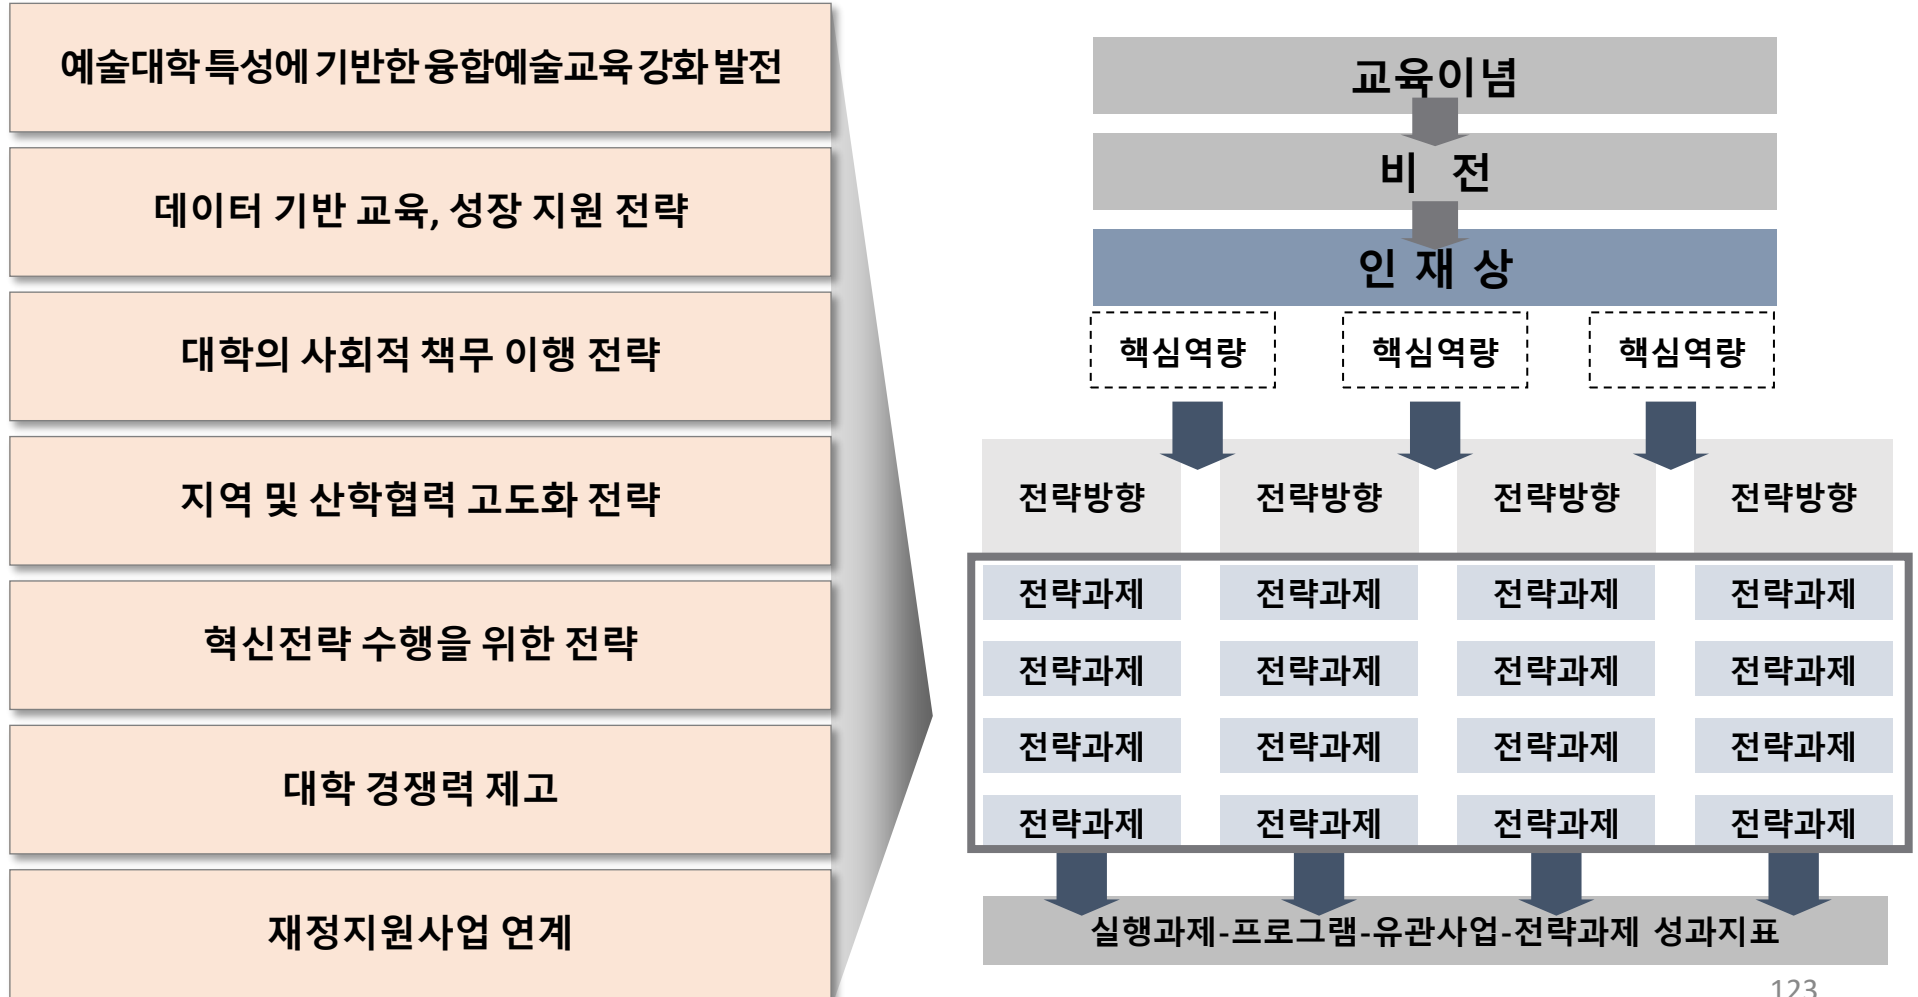 예술대학 특성에 기반한 융합예술교육 강화 발전
데이터 기반 교육, 성장 지원 전략
대학의 사회적 책무 이행 전략
지역 및 산학협력 고도화 전략
혁신전략 수행을 위한 전략
대학 경쟁력 제고
재정지원사업 연계
교육이념
비 전
인 재 상
핵심역량 핵심역량 핵심역량
전략방향 전략방향 전략방향 전략방향
전략과제 전략과제 전략과제 전략과제
전략과제 전략과제 전략과제 전략과제
전략과제 전략과제 전략과제 전략과제
전략과제 전략과제 전략과제 전략과제
실행과제-프로그램-유관사업-전략과제 성과지표
123